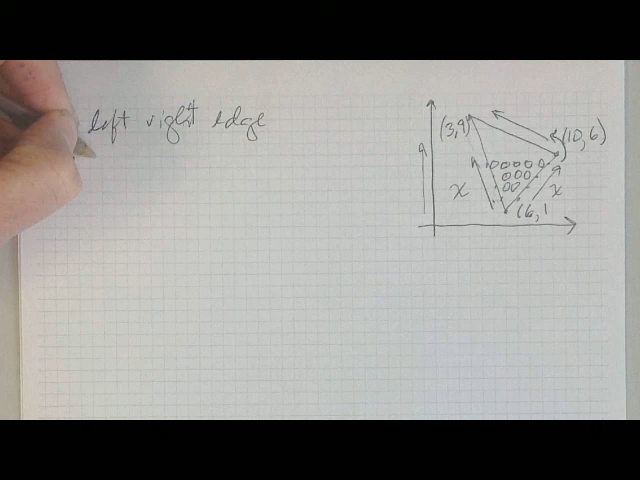 left right edge
(3,9)
(10,6)
x
x
(6,1